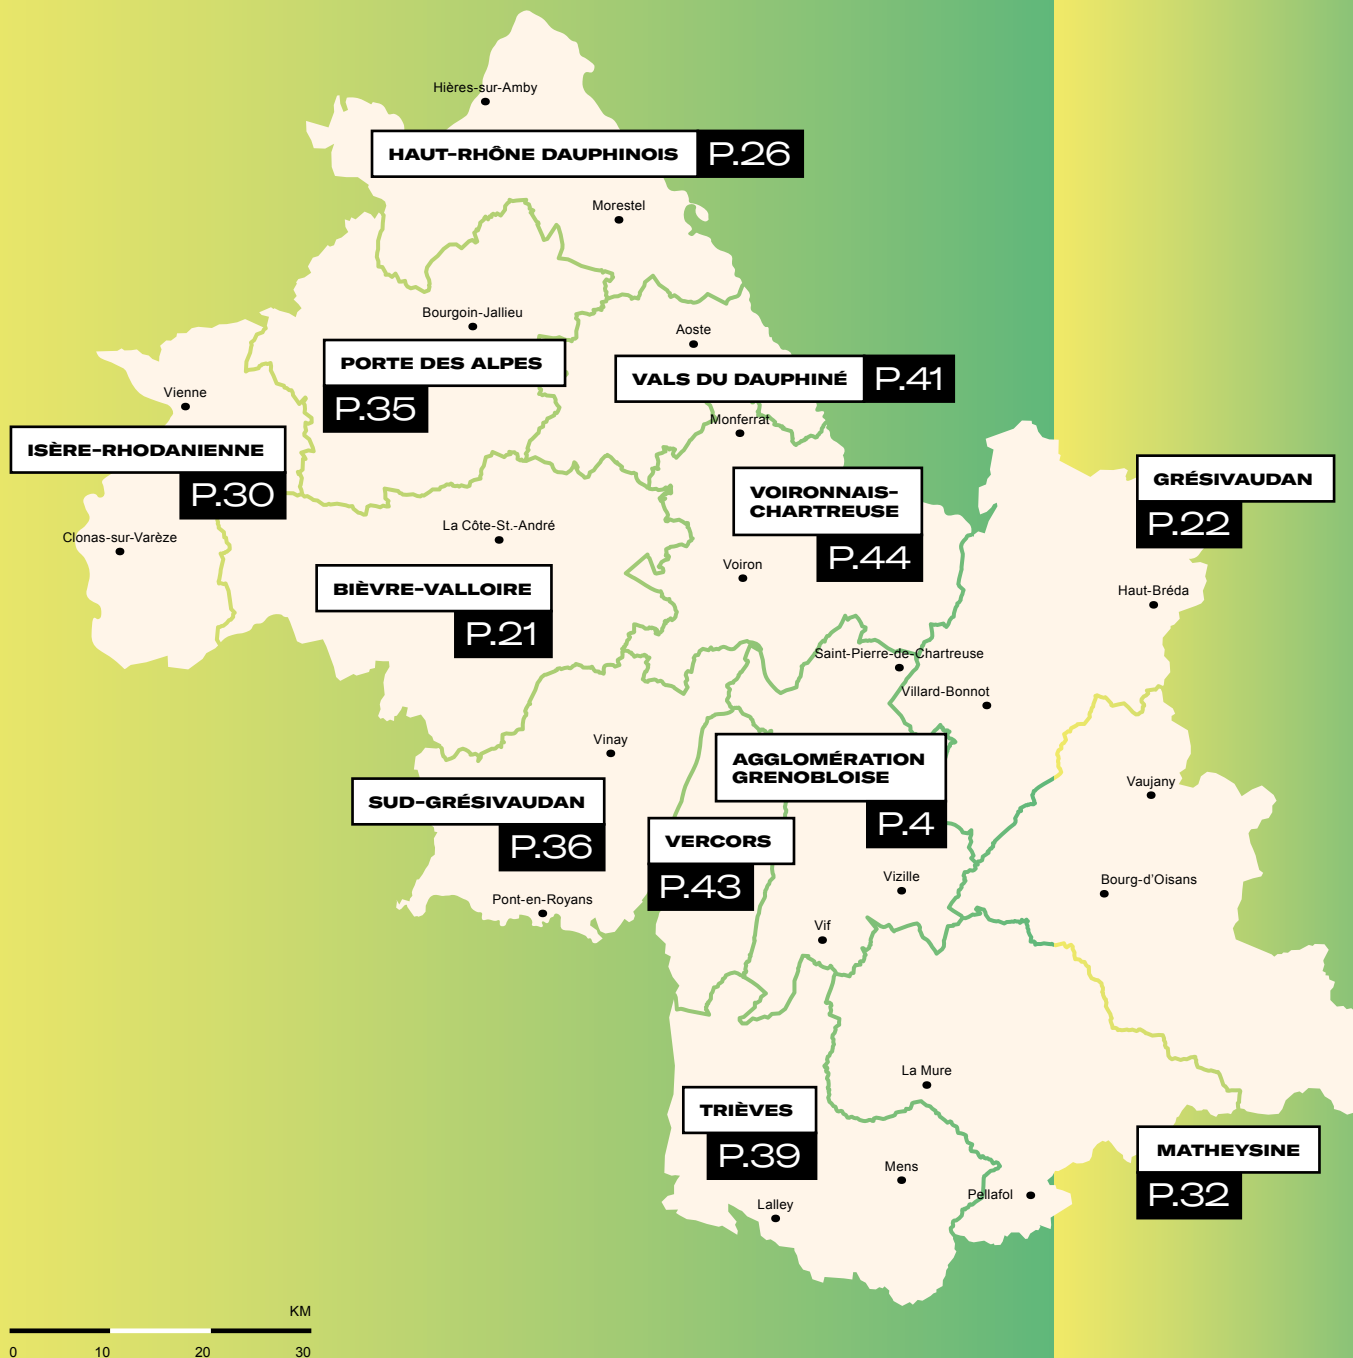 Hières-sur-Amby
HAUT-RHÔNE DAUPHINOIS P.26
Morestel
Bourgoin-Jallieu
Aoste
PORTE DES ALPES
P.35
VALS DU DAUPHINÉ P.41
Vienne
Monferrat
ISÈRE-RHODANIENNE
P.30
VOIRONNAIS-
CHARTREUSE
P.44
GRÉSIVAUDAN
P.22
Clonas-sur-Varèze
La Côte-St.-André
Voiron
Haut-Bréda
BIÈVRE-VALLOIRE
P.21
Saint-Pierre-de-Chartreuse
Villard-Bonnot
Vinay
AGGLOMÉRATION
GRENOBLOISE
P.4
Vaujany
SUD-GRÉSIVAUDAN
P.36
VERCORS
P.43
Vizille
Bourg-d'Oisans
Pont-en-Royans
Vif
La Mure
TRIÈVES
P.39
MATHEYSINE
P.32
Mens
Pellafol
Lalley
KM
0 10 20 30